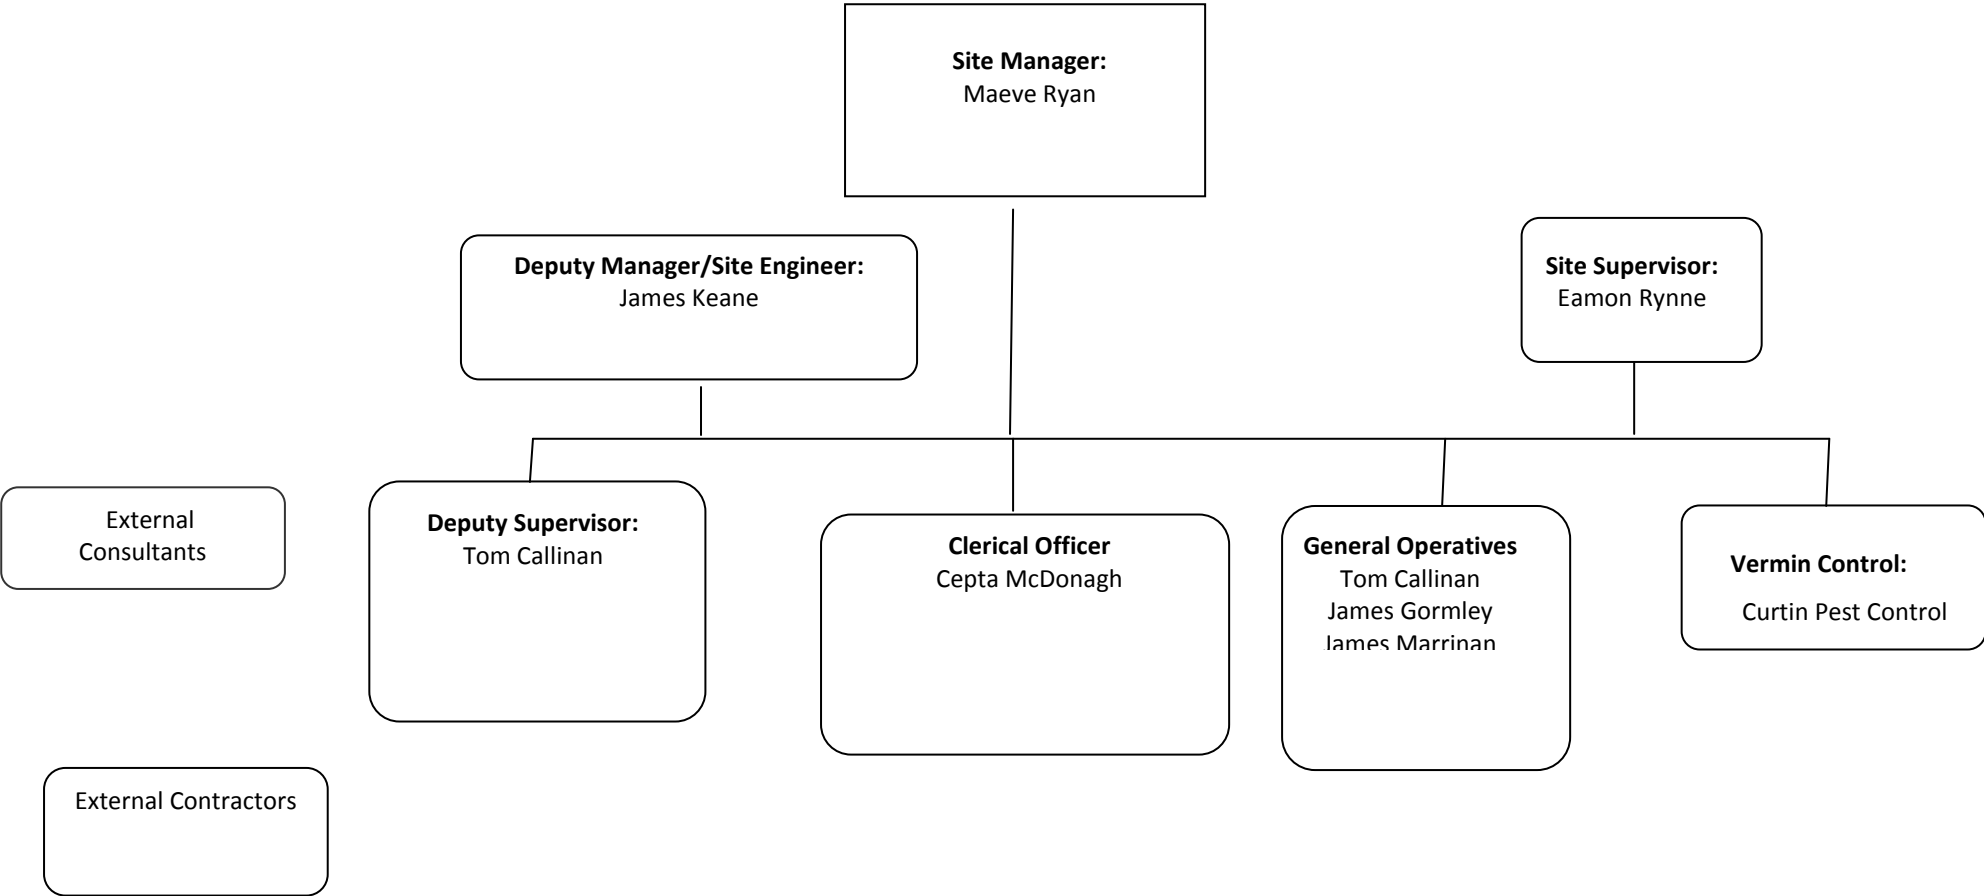 Site Manager:
Maeve Ryan
Deputy Manager/Site Engineer:
James Keane
Site Supervisor:
Eamon Rynne
External
Consultants
Deputy Supervisor:
Tom Callinan
Clerical Officer
Cepta McDonagh
General Operatives
Tom Callinan
James Gormley
James Marrinan
Vermin Control:
Curtin Pest Control
External Contractors